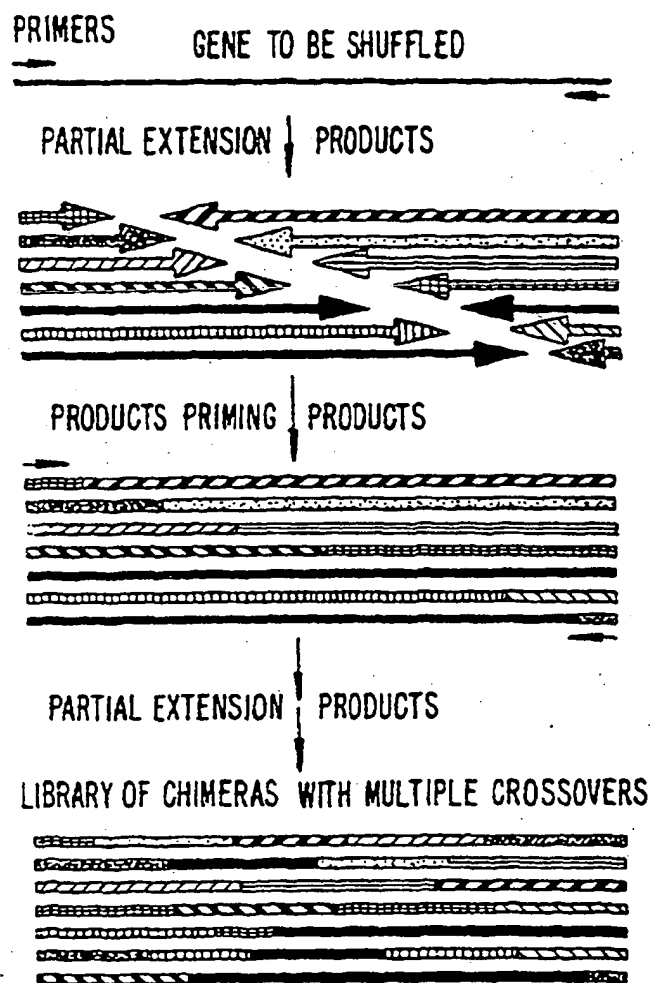 PRIMERS
GENE TO BE SHUFFLED
PARTIAL EXTENSION PRODUCTS
PRODUCTS PRIMING PRODUCTS
PARTIAL EXTENSION PRODUCTS
LIBRARY OF CHIMERAS WITH MULTIPLE CROSSOVERS